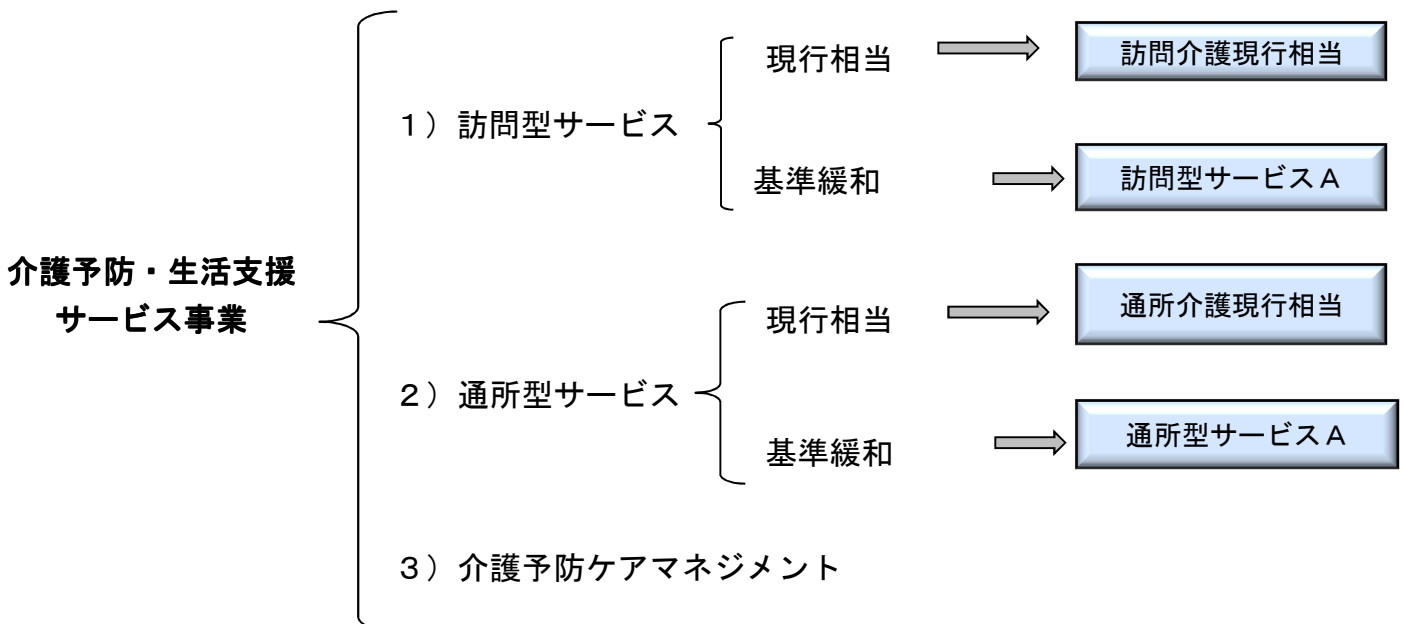 現行相当
訪問介護現行相当
1）訪問型サービス
基準緩和
訪問型サービスA
介護予防・生活支援
サービス事業
現行相当
通所介護現行相当
2）通所型サービス
基準緩和
通所型サービスA
3）介護予防ケアマネジメント